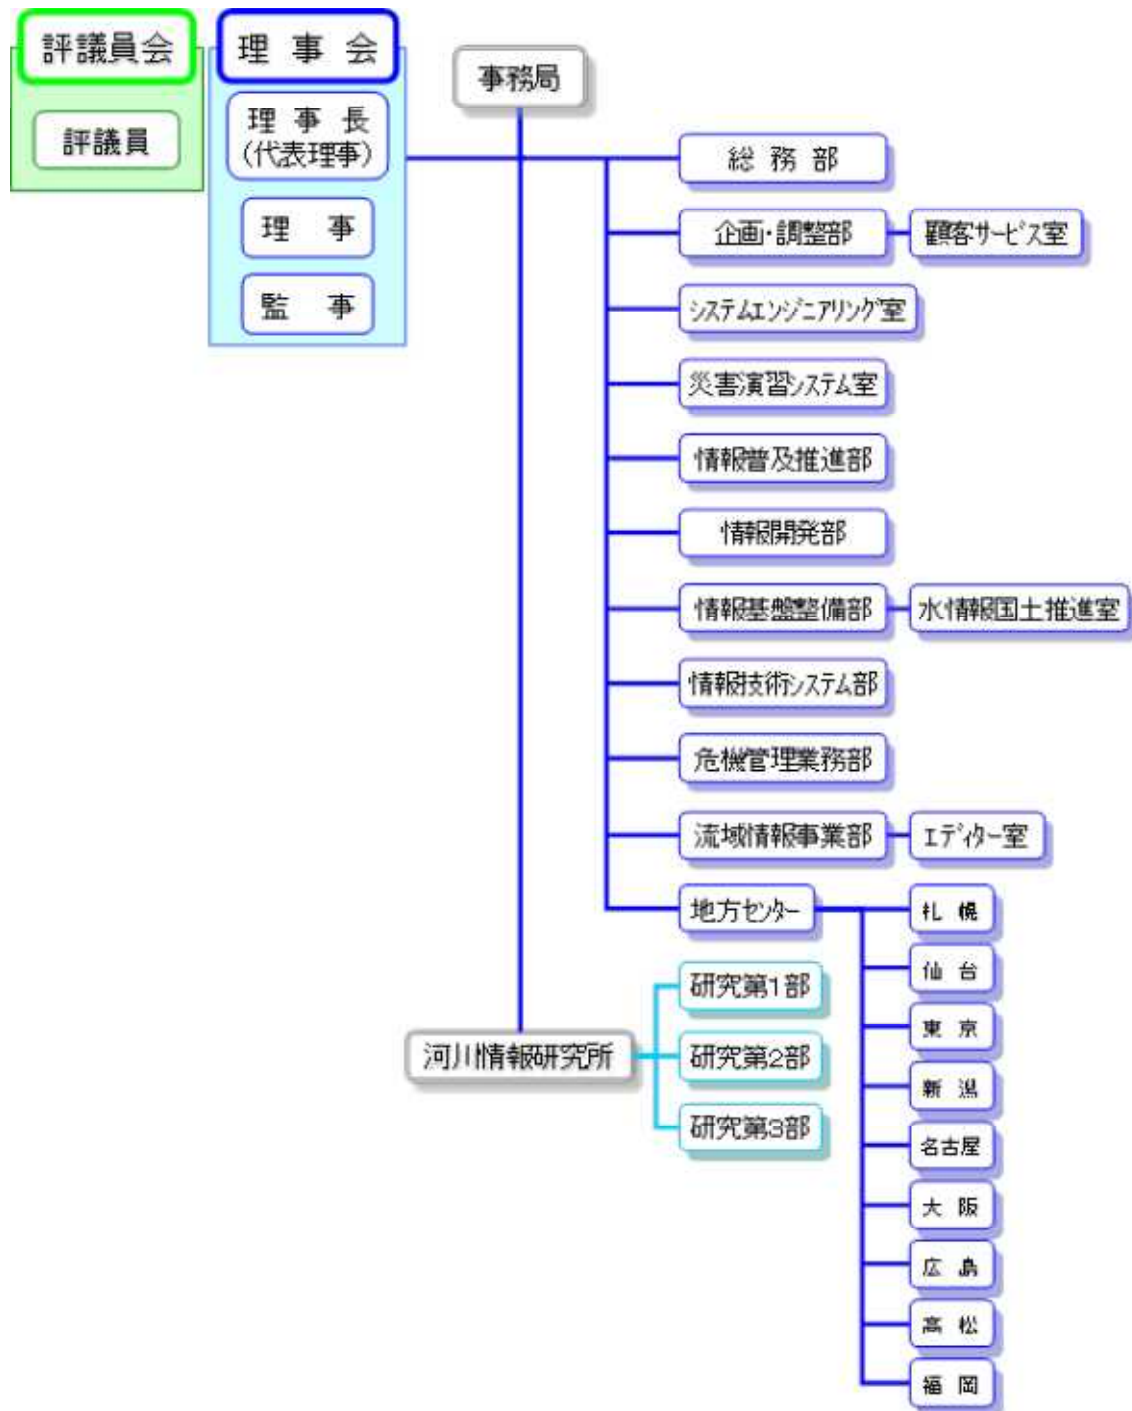 評議員会
評議員
理事会
理事長
(代表理事)
理事
監事
事務局
総務部
企画・調整部
顧客サービス室
システムエンジニアリング室
災害演習システム室
情報普及推進部
情報開発部
情報基盤整備部
水情報国土推進室
情報技術システム部
危機管理業務部
流域情報事業部
エディター室
地方センター
札幌
仙台
東京
新潟
名古屋
大阪
広島
高松
福岡
河川情報研究所
研究第1部
研究第2部
研究第3部